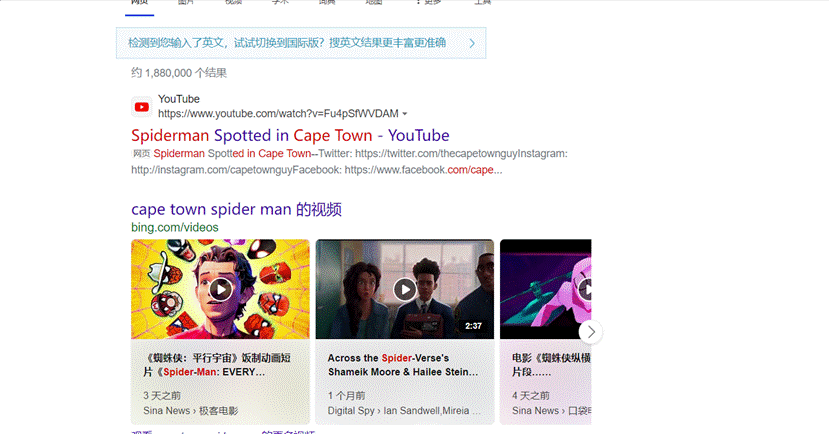 网页 图片 视频 学术 词典 地图 更多 工具
检测到您输入了英文，试试切换到国际版？搜英文结果更丰富更准确
约 1,880,000 个结果
YouTube
https://www.youtube.com/watch?v=Fu4pSfWVDAM
Spiderman Spotted in Cape Town - YouTube
网页 Spiderman Spotted in Cape Town--Twitter: https://twitter.com/thecapetownguyInstagram:
http://instagram.com/capetownguyFacebook: https://www.facebook.com/cape...
cape town spider man 的视频
bing.com/videos
2:37
《蜘蛛侠：平行宇宙》饭制动画短
片《Spider-Man: EVERY…
3 天之前
Sina News › 极客电影
Across the Spider-Verse's
Shameik Moore & Hailee Stein…
1 个月前
Digital Spy › Ian Sandwell,Mireia …
电影《蜘蛛侠纵横
片段……
4 天之前
Sina News › 口袋